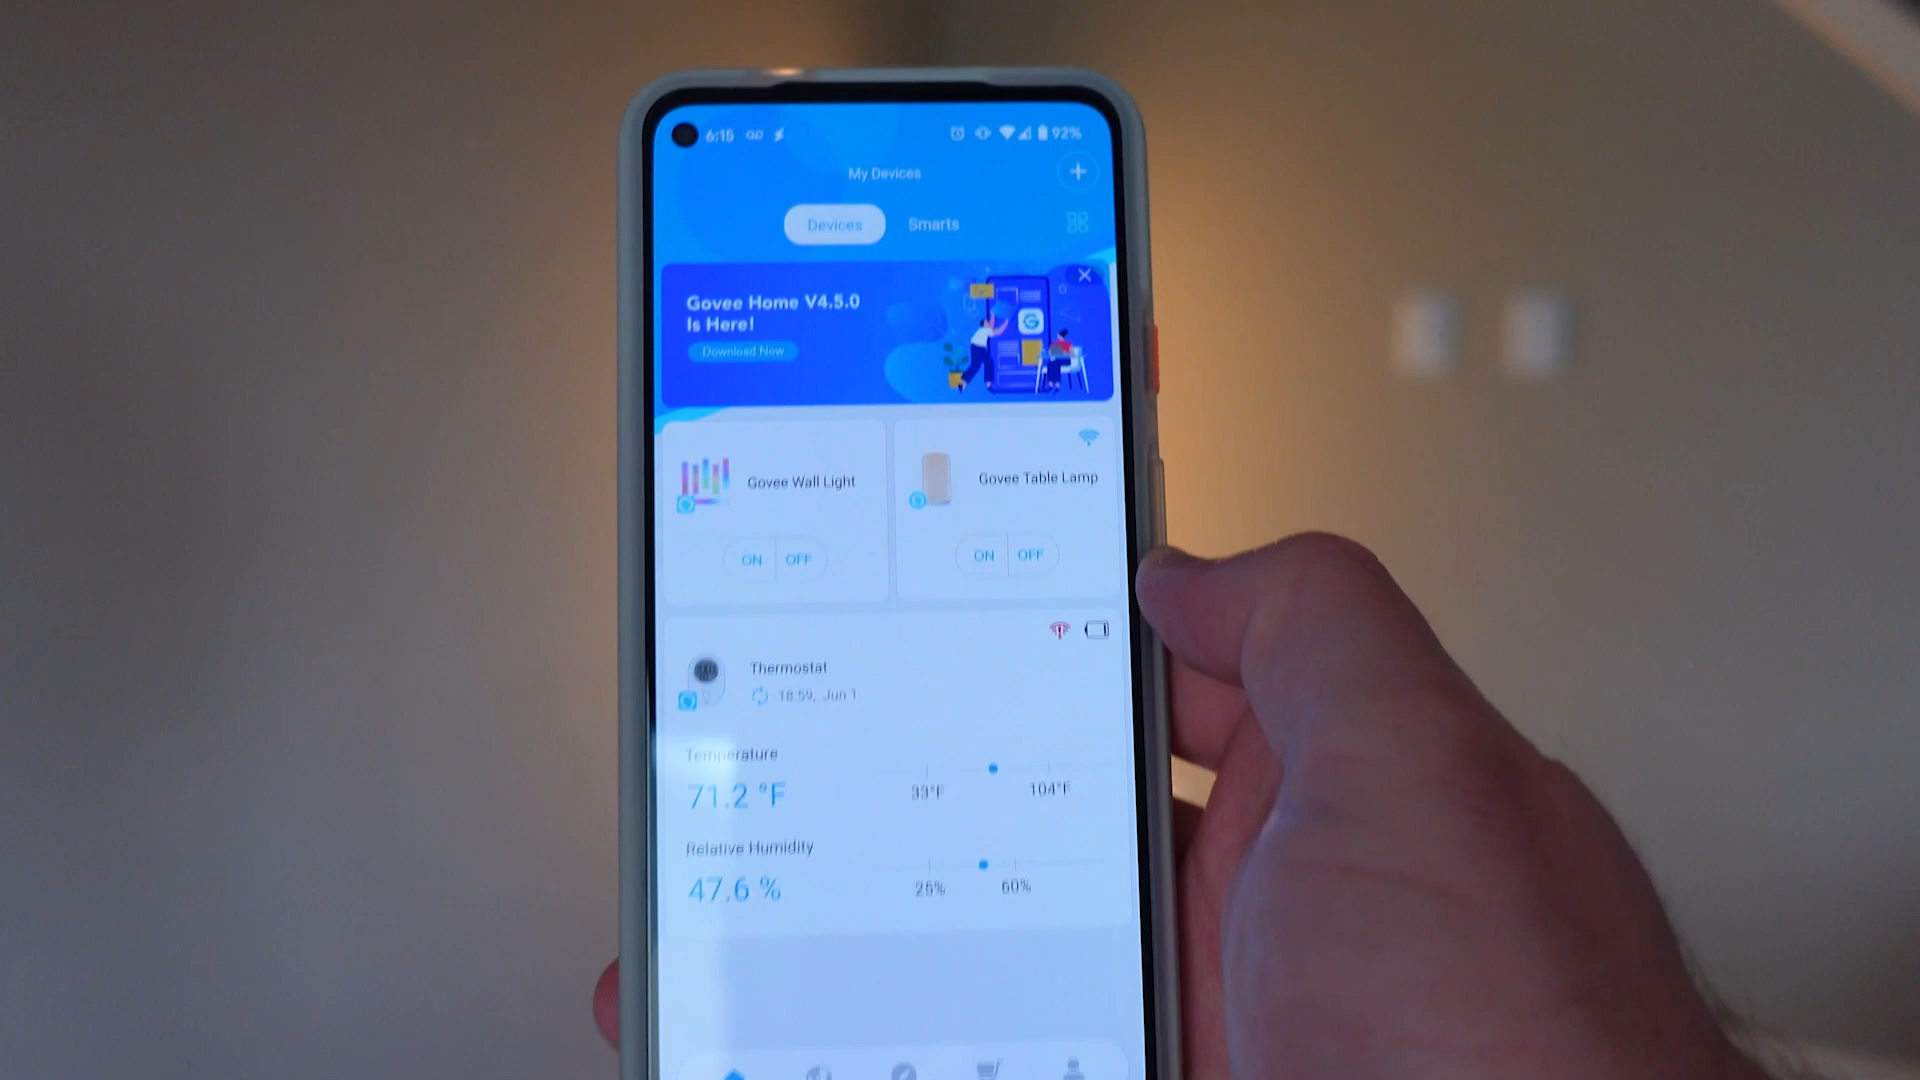 6:15 92%
My Devices
Devices Smarts
Govee Home V4.5.0
Is Here!
Download Now
Govee Wall Light
ON OFF
Govee Table Lamp
ON OFF
Thermostat
18:59, Jun 1
Temperature
71.2 °F
33°F 104°F
Relative Humidity
47.6 %
25% 60%